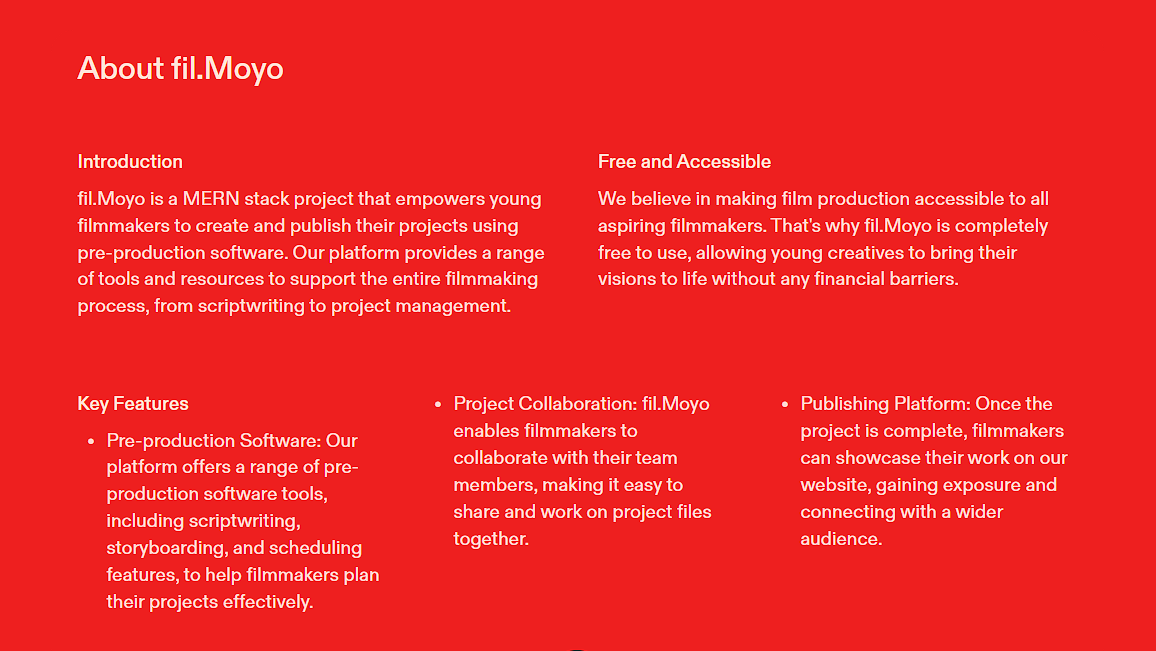 About fil.Moyo
Introduction
fil.Moyo is a MERN stack project that empowers young
filmmakers to create and publish their projects using
pre-production software. Our platform provides a range
of tools and resources to support the entire filmmaking
process, from scriptwriting to project management.
Free and Accessible
We believe in making film production accessible to all
aspiring filmmakers. That's why fil.Moyo is completely
free to use, allowing young creatives to bring their
visions to life without any financial barriers.
Key Features
• Pre-production Software: Our
platform offers a range of pre-
production software tools,
including scriptwriting,
storyboarding, and scheduling
features, to help filmmakers plan
their projects effectively.
• Project Collaboration: fil.Moyo
enables filmmakers to
collaborate with their team
members, making it easy to
share and work on project files
together.
• Publishing Platform: Once the
project is complete, filmmakers
can showcase their work on our
website, gaining exposure and
connecting with a wider
audience.